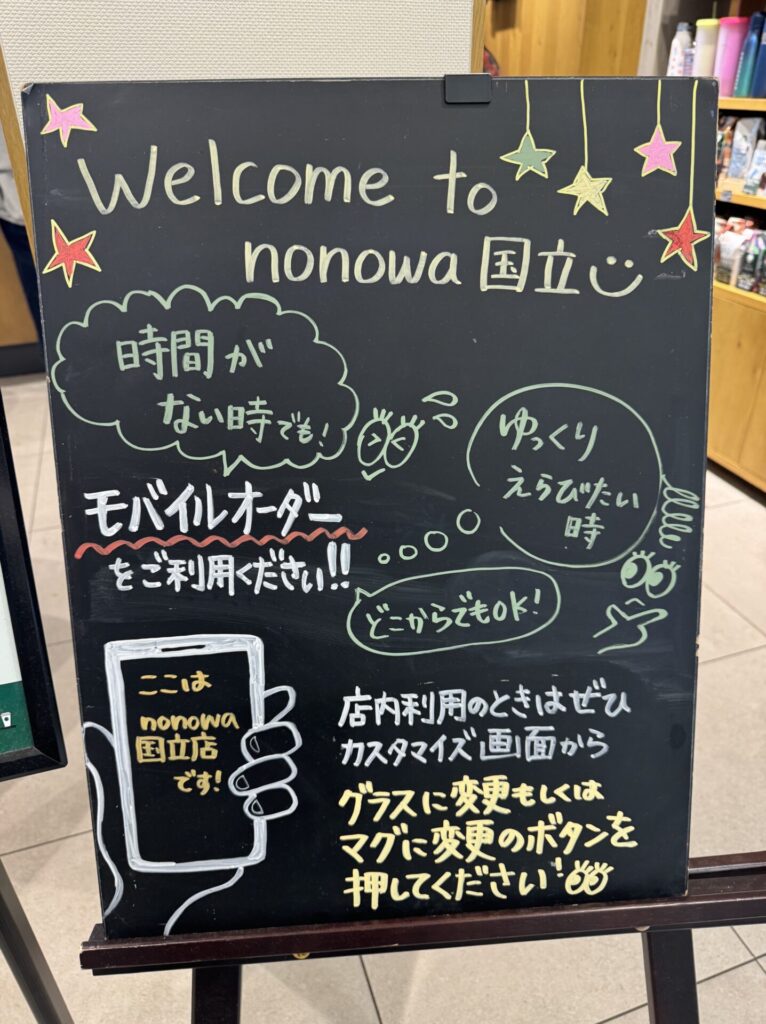 Welcome to
nonowa 国立
時間が
ない時でも!
ゆっくり
えらびたい
時
モバイルオーダー
をご利用ください!!
どこからでもOK!
ここは
nonowa
国立店
です!
店内利用のときはぜひ
カスタマイズ画面から
グラスに変更もしくは
マグに変更のボタンを
押してください!